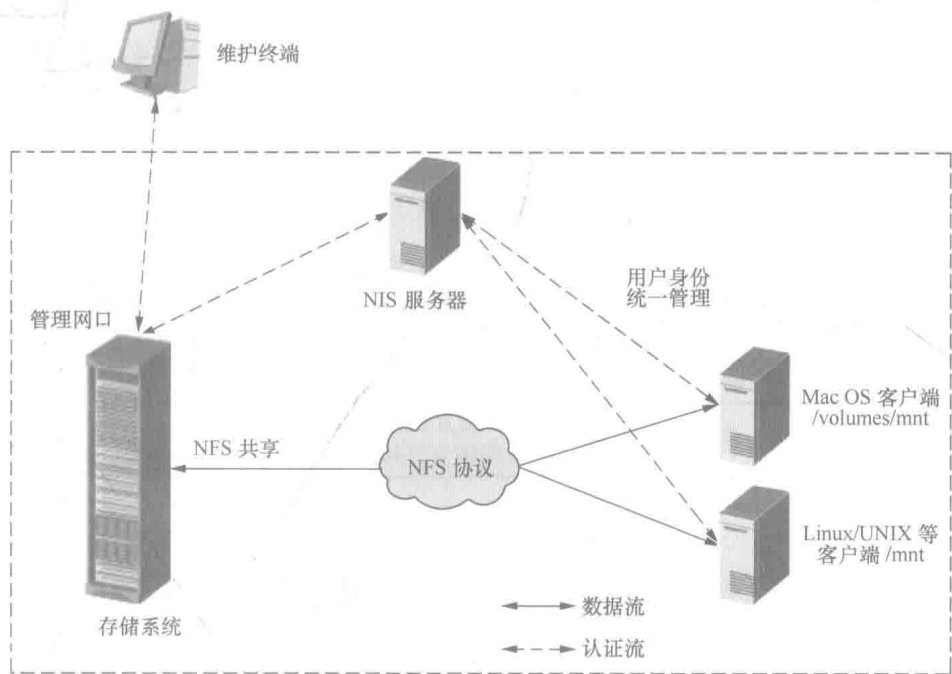 维护终端
NIS 服务器
用户身份
统一管理
管理网口
Mac OS 客户端
/volumes/mnt
NFS 共享
NFS 协议
Linux/UNIX 等
客户端 /mnt
数据流
存储系统
认证流